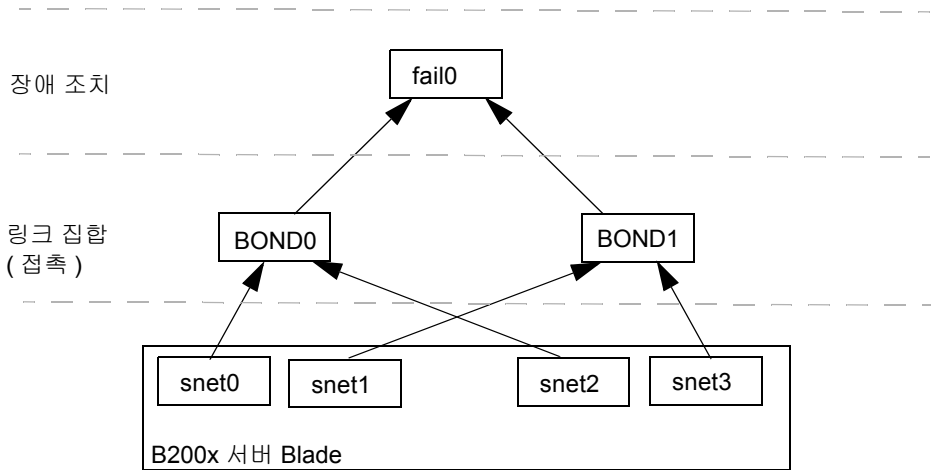 장애 조치
fail0
링크 집합
( 접촉 )
BOND0
BOND1
snet0
snet1
snet2
snet3
B200x 서버 Blade